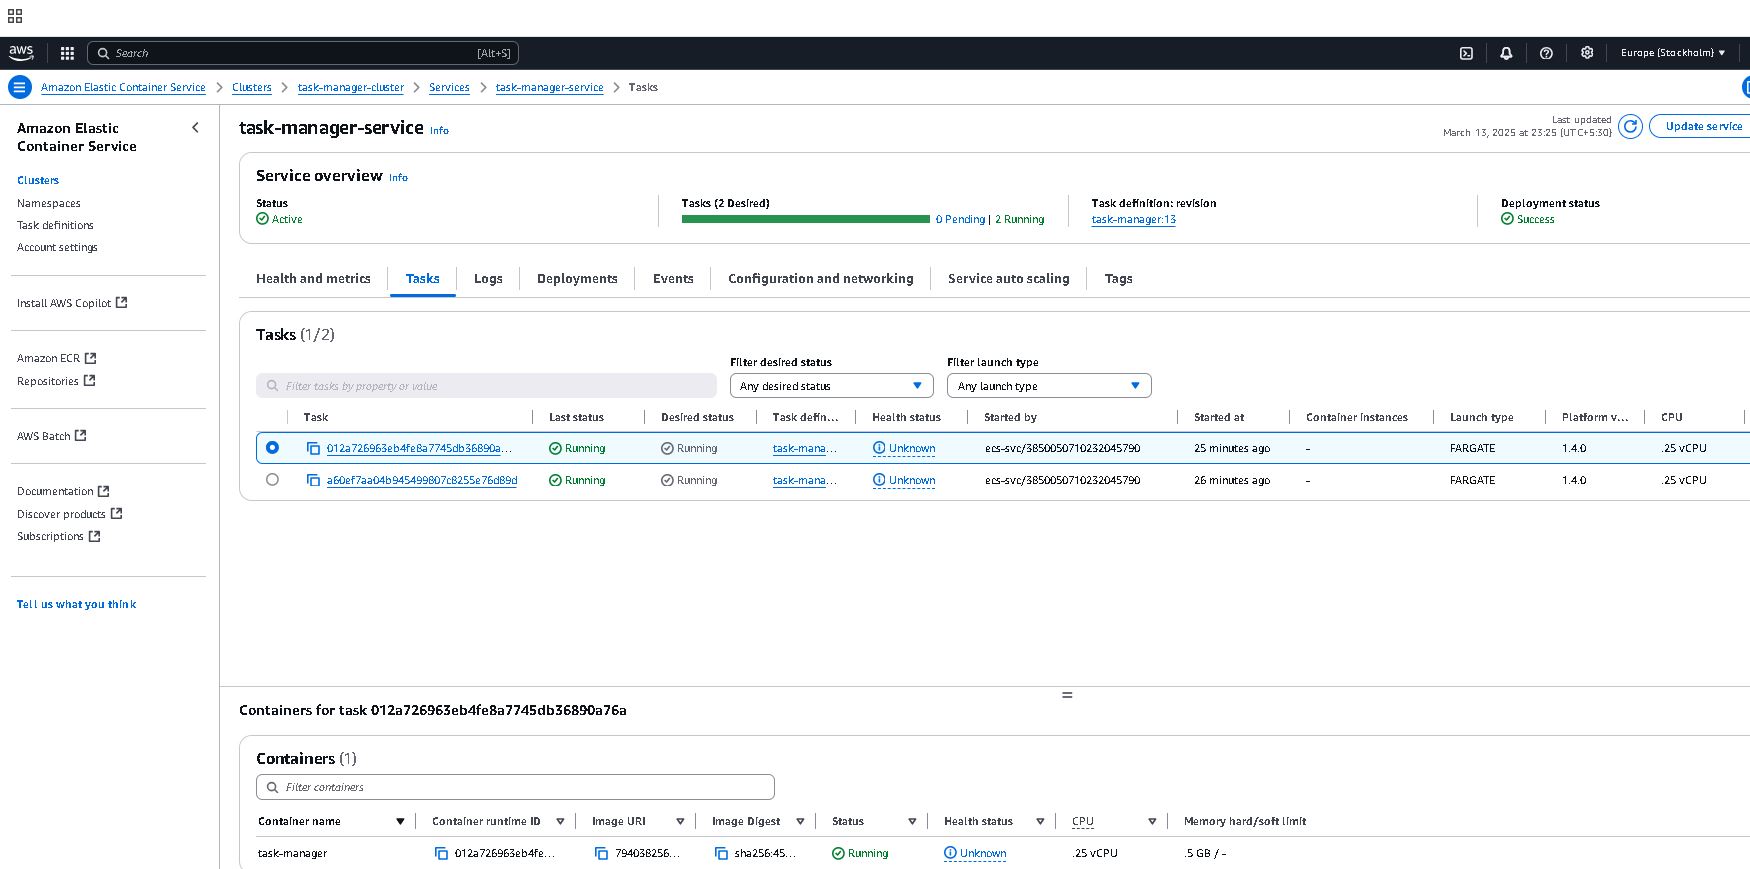 aws
Search [Alt+S]
Europe (Stockholm)
Amazon Elastic Container Service Clusters task-manager-cluster Services task-manager-service Tasks
Amazon Elastic Container Service
Clusters
Namespaces
Task definitions
Account settings
Install AWS Copilot
Amazon ECR
Repositories
AWS Batch
Documentation
Discover products
Subscriptions
Tell us what you think
task-manager-service Info
Last updated
March 13, 2025 at 23:25 (UTC+5:30)
Update service
Service overview Info
Status
Active
Tasks (2 Desired)
0 Pending | 2 Running
Task definition: revision
task-manager:13
Deployment status
Success
Health and metrics Tasks Logs Deployments Events Configuration and networking Service auto scaling Tags
Tasks (1/2)
Filter desired status Filter launch type
Filter tasks by property or value Any desired status Any launch type
Task Last status Desired status Task defin... Health status Started by Started at Container instances Launch type Platform v... CPU
012a726963eb4fe8a7745db36890a... Running Running task-mana... Unknown ecs-svc/3850050710232045790 25 minutes ago - FARGATE 1.4.0 .25 vCPU
a60ef7aa04b945499807c8255e76d89d Running Running task-mana... Unknown ecs-svc/3850050710232045790 26 minutes ago - FARGATE 1.4.0 .25 vCPU
Containers for task 012a726963eb4fe8a7745db36890a76a
Containers (1)
Filter containers
Container name Container runtime ID Image URI Image Digest Status Health status CPU Memory hard/soft limit
task-manager 012a726963eb4fe... 794038256... sha256:45... Running Unknown .25 vCPU .5 GB / -